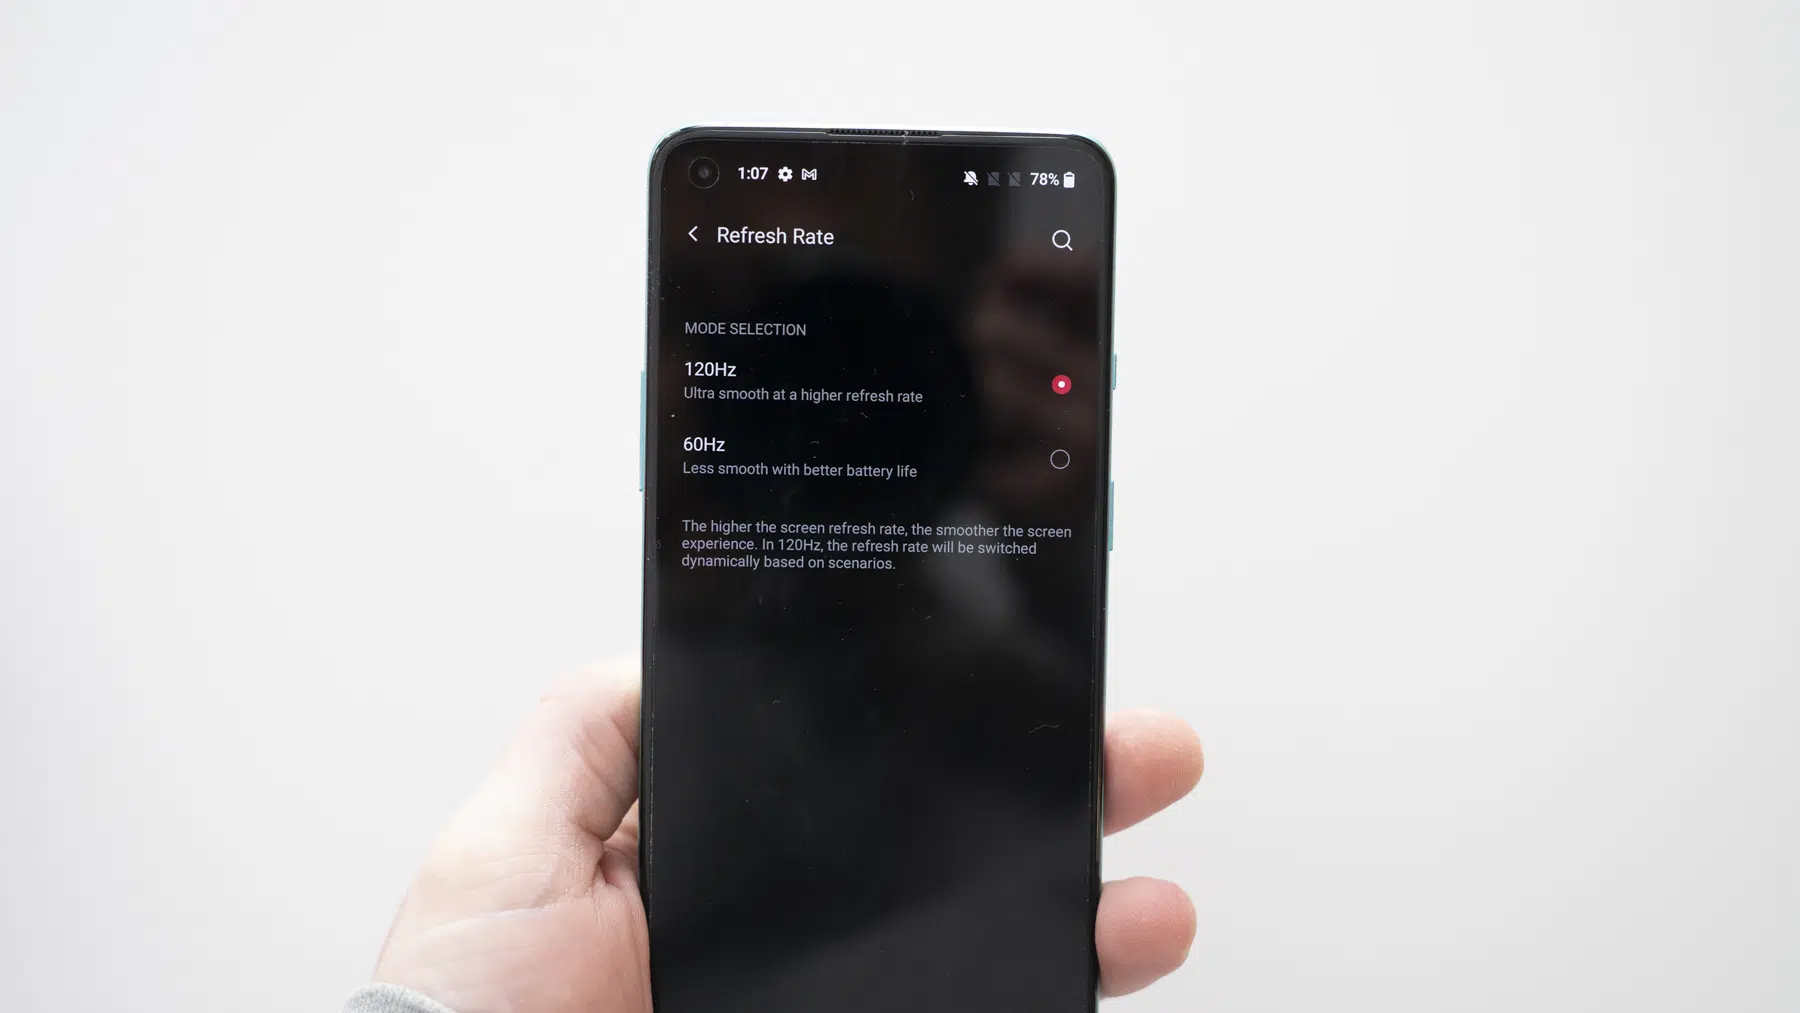 1:07
78%
Refresh Rate
MODE SELECTION
120Hz
Ultra smooth at a higher refresh rate
60Hz
Less smooth with better battery life
The higher the screen refresh rate, the smoother the screen
experience. In 120Hz, the refresh rate will be switched
dynamically based on scenarios.